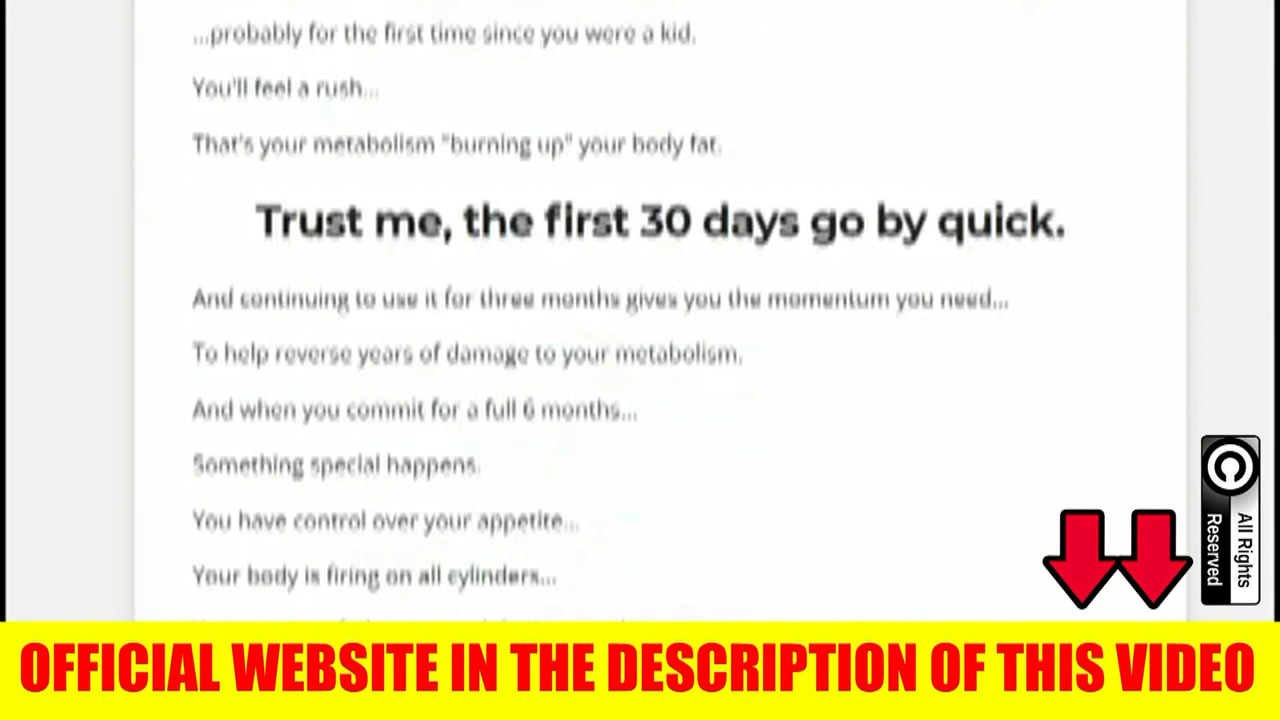 ...probably for the first time since you were a kid.
You'll feel a rush...
That's your metabolism "burning up" your body fat.
Trust me, the first 30 days go by quick.
And continuing to use it for three months gives you the momentum you need...
To help reverse years of damage to your metabolism.
And when you commit for a full 6 months...
Something special happens.
You have control over your appetite...
Your body is firing on all cylinders...
All Rights
Reserved
OFFICIAL WEBSITE IN THE DESCRIPTION OF THIS VIDEO